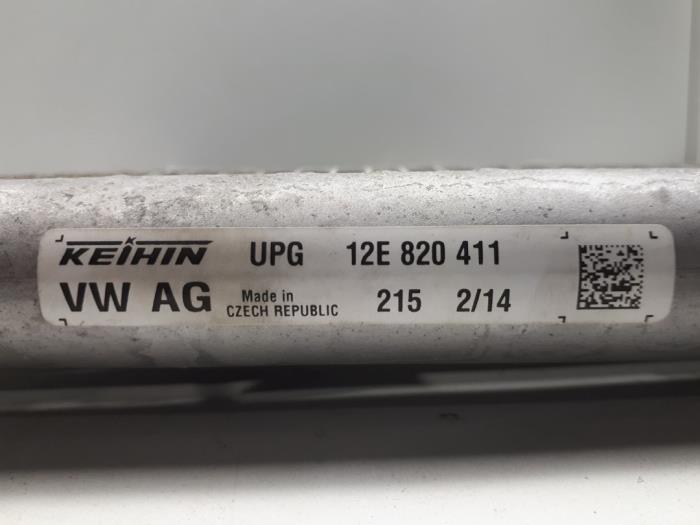 KEIHIN UPG 12E 820 411
VW AG Made in CZECH REPUBLIC 215 2/14